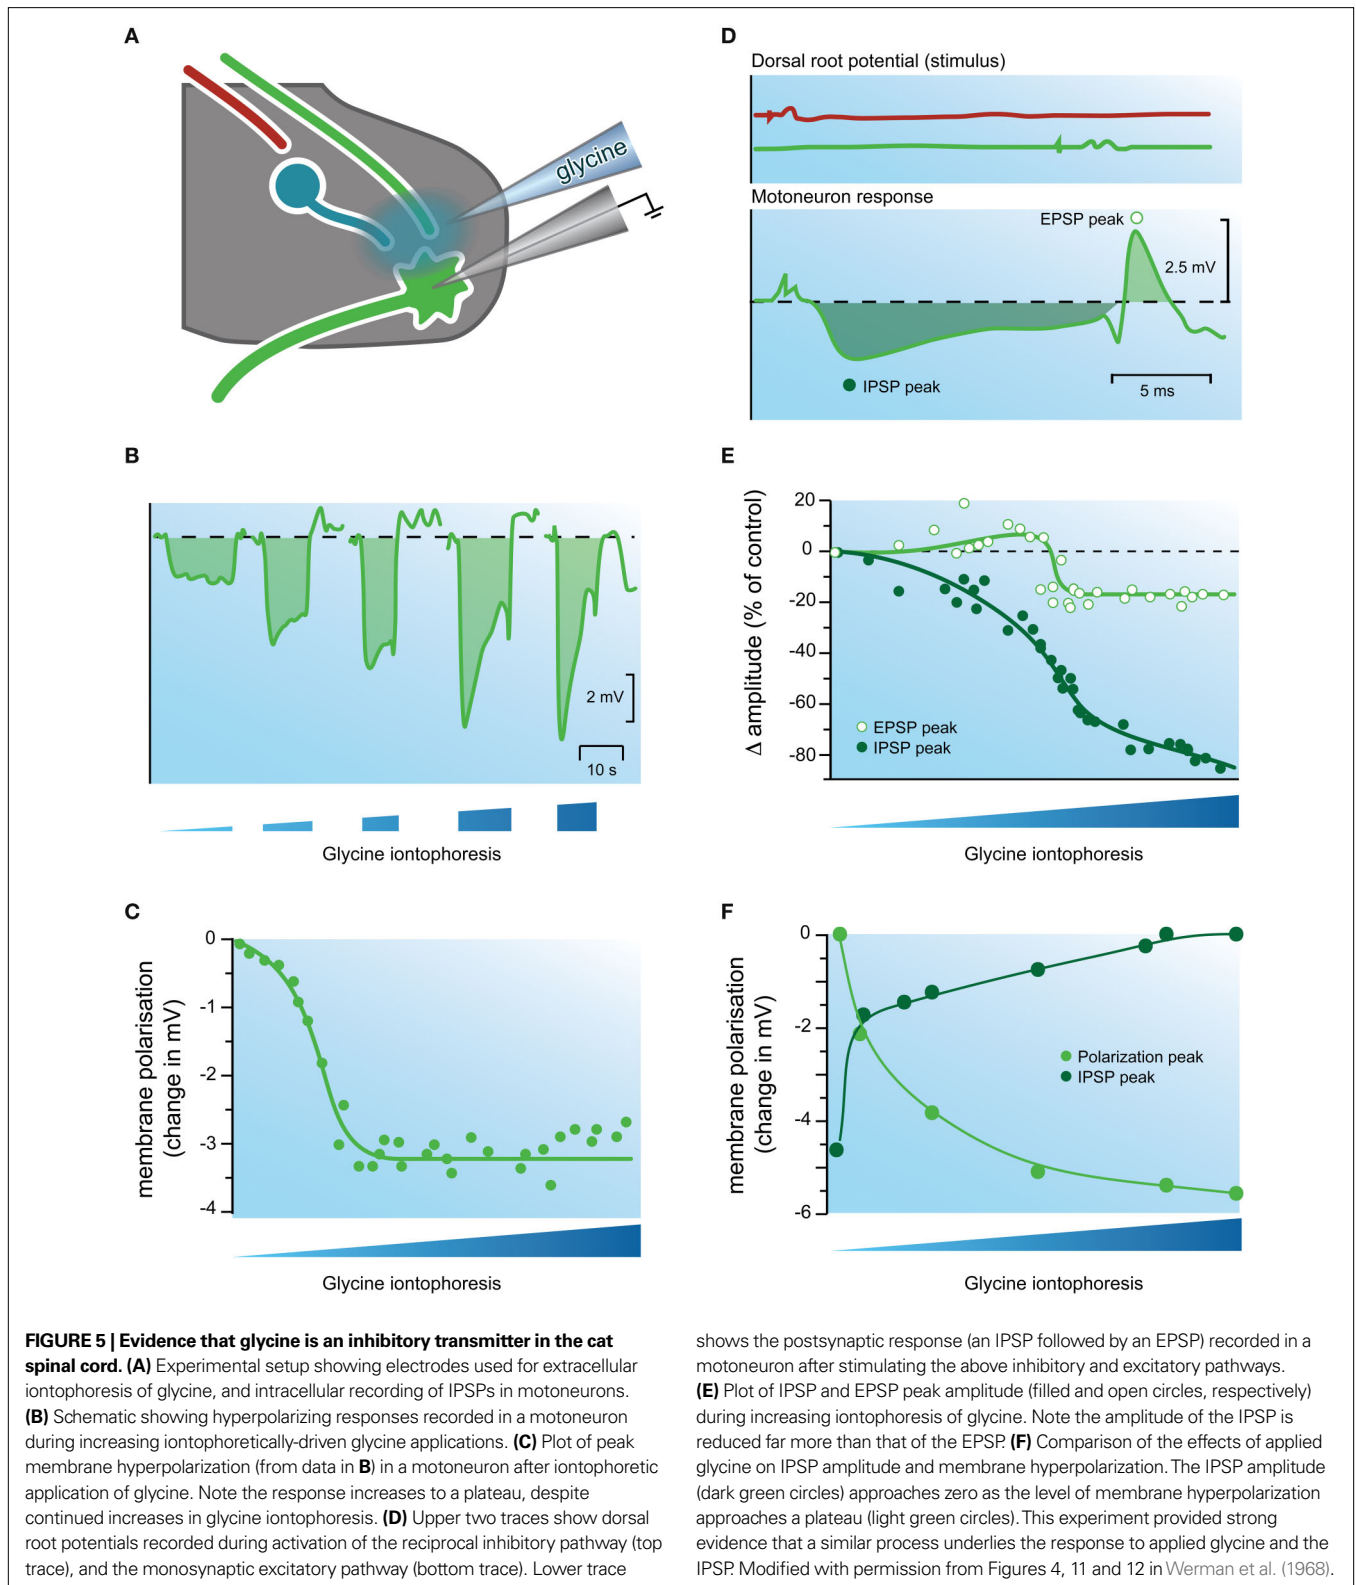 A
glycine
D
Dorsal root potential (stimulus)
Motoneuron response
EPSP peak
2.5 mV
IPSP peak
5 ms
B
2 mV
10 s
Glycine iontophoresis
E
Δ amplitude (% of control)
20
0
-20
-40
-60
-80
EPSP peak
IPSP peak
Glycine iontophoresis
C
membrane polarisation
(change in mV)
0
-1
-2
-3
-4
Glycine iontophoresis
F
membrane polarisation
(change in mV)
0
-2
-4
-6
Polarization peak
IPSP peak
Glycine iontophoresis
FIGURE 5 | Evidence that glycine is an inhibitory transmitter in the cat
spinal cord. (A) Experimental setup showing electrodes used for extracellular
iontophoresis of glycine, and intracellular recording of IPSPs in motoneurons.
(B) Schematic showing hyperpolarizing responses recorded in a motoneuron
during increasing iontophoretically-driven glycine applications. (C) Plot of peak
membrane hyperpolarization (from data in B) in a motoneuron after iontophoretic
application of glycine. Note the response increases to a plateau, despite
continued increases in glycine iontophoresis. (D) Upper two traces show dorsal
root potentials recorded during activation of the reciprocal inhibitory pathway (top
trace), and the monosynaptic excitatory pathway (bottom trace). Lower trace
shows the postsynaptic response (an IPSP followed by an EPSP) recorded in a
motoneuron after stimulating the above inhibitory and excitatory pathways.
(E) Plot of IPSP and EPSP peak amplitude (filled and open circles, respectively)
during increasing iontophoresis of glycine. Note the amplitude of the IPSP is
reduced far more than that of the EPSP. (F) Comparison of the effects of applied
glycine on IPSP amplitude and membrane hyperpolarization. The IPSP amplitude
(dark green circles) approaches zero as the level of membrane hyperpolarization
approaches a plateau (light green circles). This experiment provided strong
evidence that a similar process underlies the response to applied glycine and the
IPSP. Modified with permission from Figures 4, 11 and 12 in Werman et al. (1968).